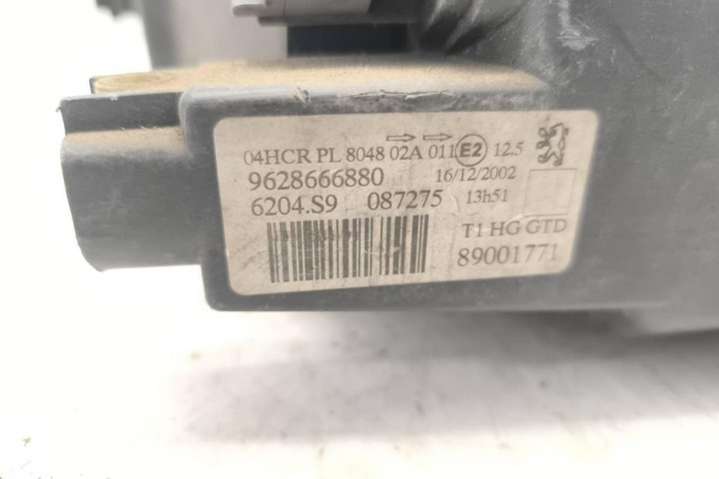 04HCR PL 8048 02A 011 E2 12.5
9628666880 16/12/2002
6204.S9 087275 13h51
T1 HG GTD
89001771